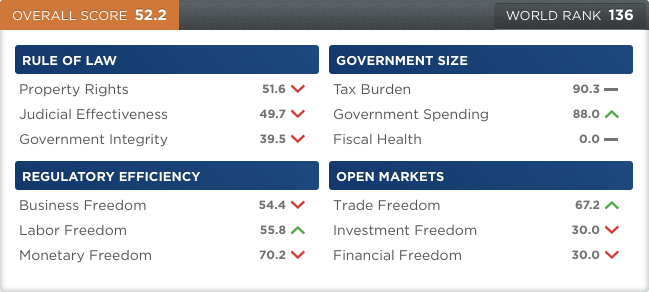 OVERALL SCORE 52.2
WORLD RANK 136
RULE OF LAW
Property Rights 51.6
Judicial Effectiveness 49.7
Government Integrity 39.5
GOVERNMENT SIZE
Tax Burden 90.3
Government Spending 88.0
Fiscal Health 0.0
REGULATORY EFFICIENCY
Business Freedom 54.4
Labor Freedom 55.8
Monetary Freedom 70.2
OPEN MARKETS
Trade Freedom 67.2
Investment Freedom 30.0
Financial Freedom 30.0